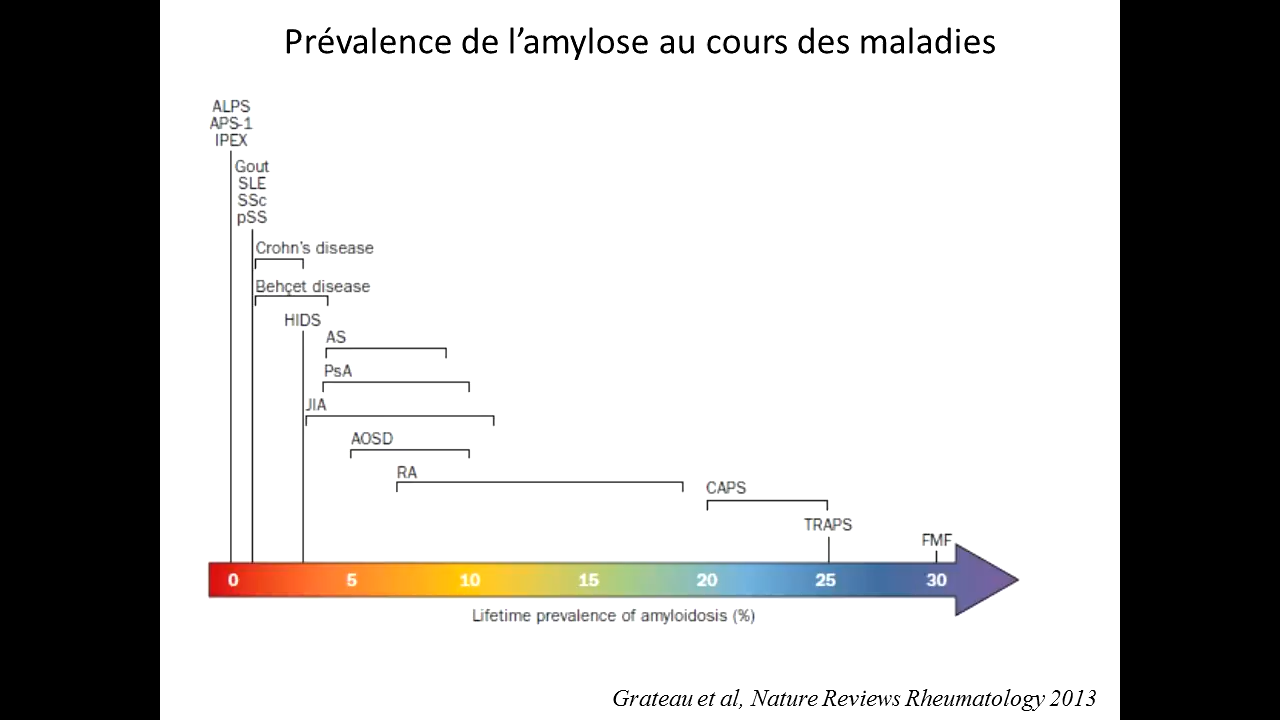 Prévalence de l’amylose au cours des maladies
ALPS
APS-1
IPEX
Gout
SLE
SSc
pSS
Crohn's disease
Behçet disease
HIDS
AS
PsA
JIA
AOSD
RA
CAPS
TRAPS
FMF
0 5 10 15 20 25 30
Lifetime prevalence of amyloidosis (%)
Grateau et al, Nature Reviews Rheumatology 2013